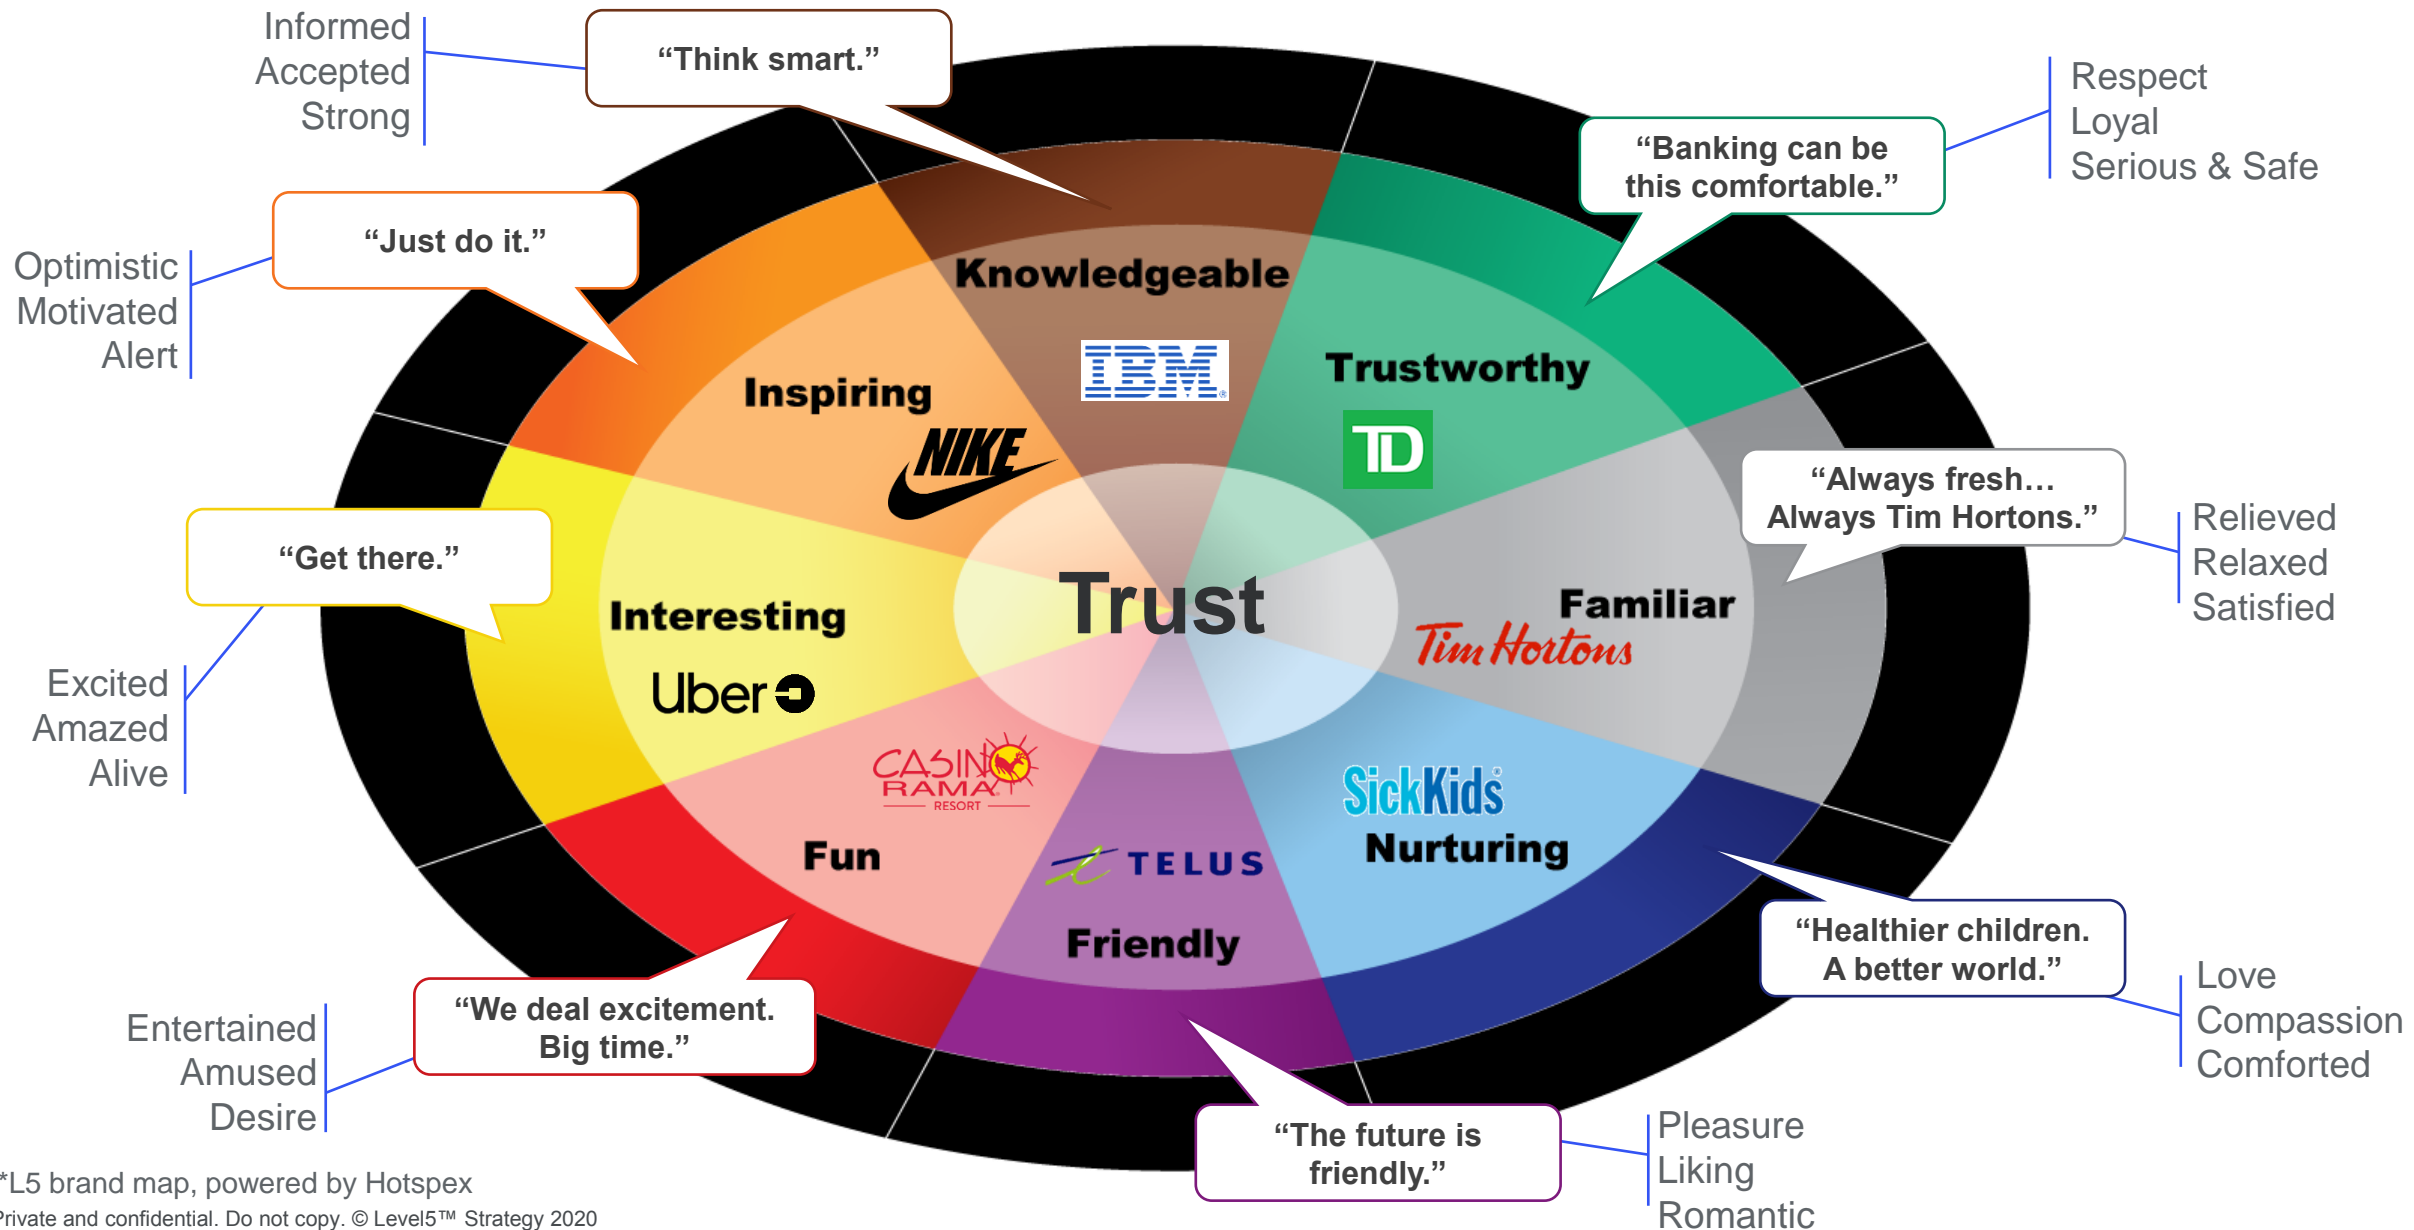 Informed
Accepted
Strong
“Think smart.”
“Banking can be
this comfortable.”
Respect
Loyal
Serious & Safe
“Just do it.”
Optimistic
Motivated
Alert
Knowledgeable
IBM®
Trustworthy
TD
Inspiring
NIKE
“Always fresh…
Always Tim Hortons.”
Relieved
Relaxed
Satisfied
“Get there.”
Excited
Amazed
Alive
Interesting
Uber
Trust
Familiar
Tim Hortons
CASINO
RAMA®
RESORT
Fun
TELUS
Friendly
SickKids®
Nurturing
“Healthier children.
A better world.”
Love
Compassion
Comforted
“We deal excitement.
Big time.”
Entertained
Amused
Desire
“The future is
friendly.”
Pleasure
Liking
Romantic
*L5 brand map, powered by Hotspex
Private and confidential. Do not copy. © Level5™ Strategy 2020